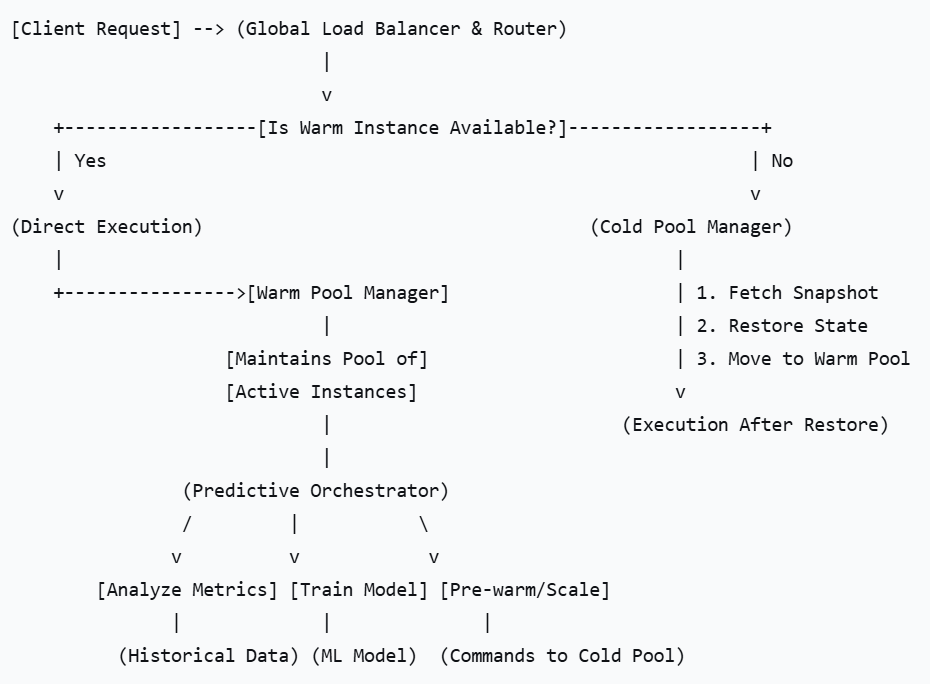 [Client Request] --> (Global Load Balancer & Router)
|
v
+------------------[Is Warm Instance Available?]------------------+
| Yes | No
v v
(Direct Execution) (Cold Pool Manager)
| |
+---------------->[Warm Pool Manager] | 1. Fetch Snapshot
| | 2. Restore State
[Maintains Pool of] | 3. Move to Warm Pool
[Active Instances] v
| (Execution After Restore)
|
(Predictive Orchestrator)
/ | \
v v v
[Analyze Metrics] [Train Model] [Pre-warm/Scale]
| | |
(Historical Data) (ML Model) (Commands to Cold Pool)